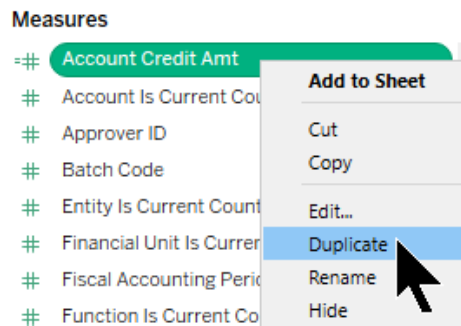 Measures
=# Account Credit Amt
# Account Is Current Cou
# Approver ID
# Batch Code
# Entity Is Current Count
# Financial Unit Is Curren
# Fiscal Accounting Perio
# Function Is Current Co
Add to Sheet
Cut
Copy
Edit...
Duplicate
Rename
Hide